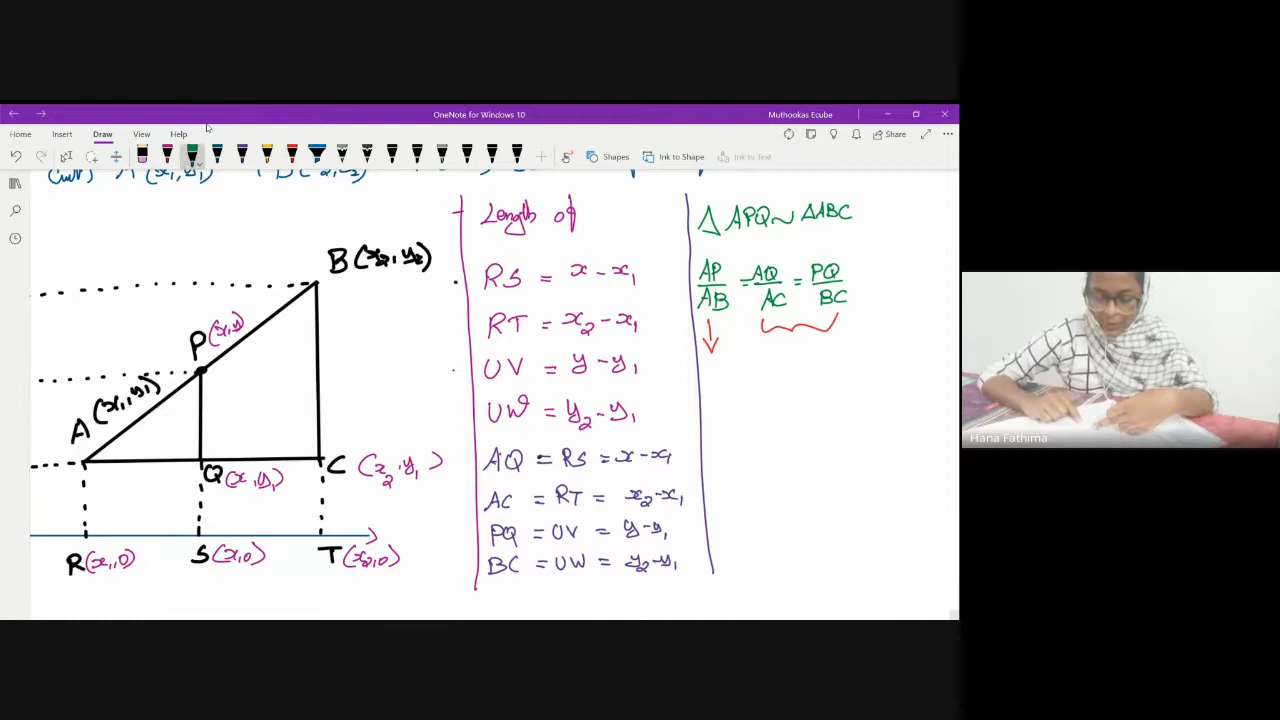 OneNote for Windows 10
Muthookas Ecube
Home Insert Draw View Help
Share
Shapes
Ink to Shape
Ink to Text
B(x₂, y₂)
P(x,y)
A(x₁,y₁)
Q(x,y₁)
C (x₂,y₁)
R(x₁,0)
S(x,0)
T(x₂,0)
Length of
RS = x-x₁
RT = x₂-x₁
UV = y-y₁
UW = y₂-y₁
AQ = RS = x-x₁
AC = RT = x₂-x₁
PQ = UV = y-y₁
BC = UW = y₂-y₁
Δ APQ ~ ΔABC
AP/AB = AQ/AC = PQ/BC
Hana Fathima